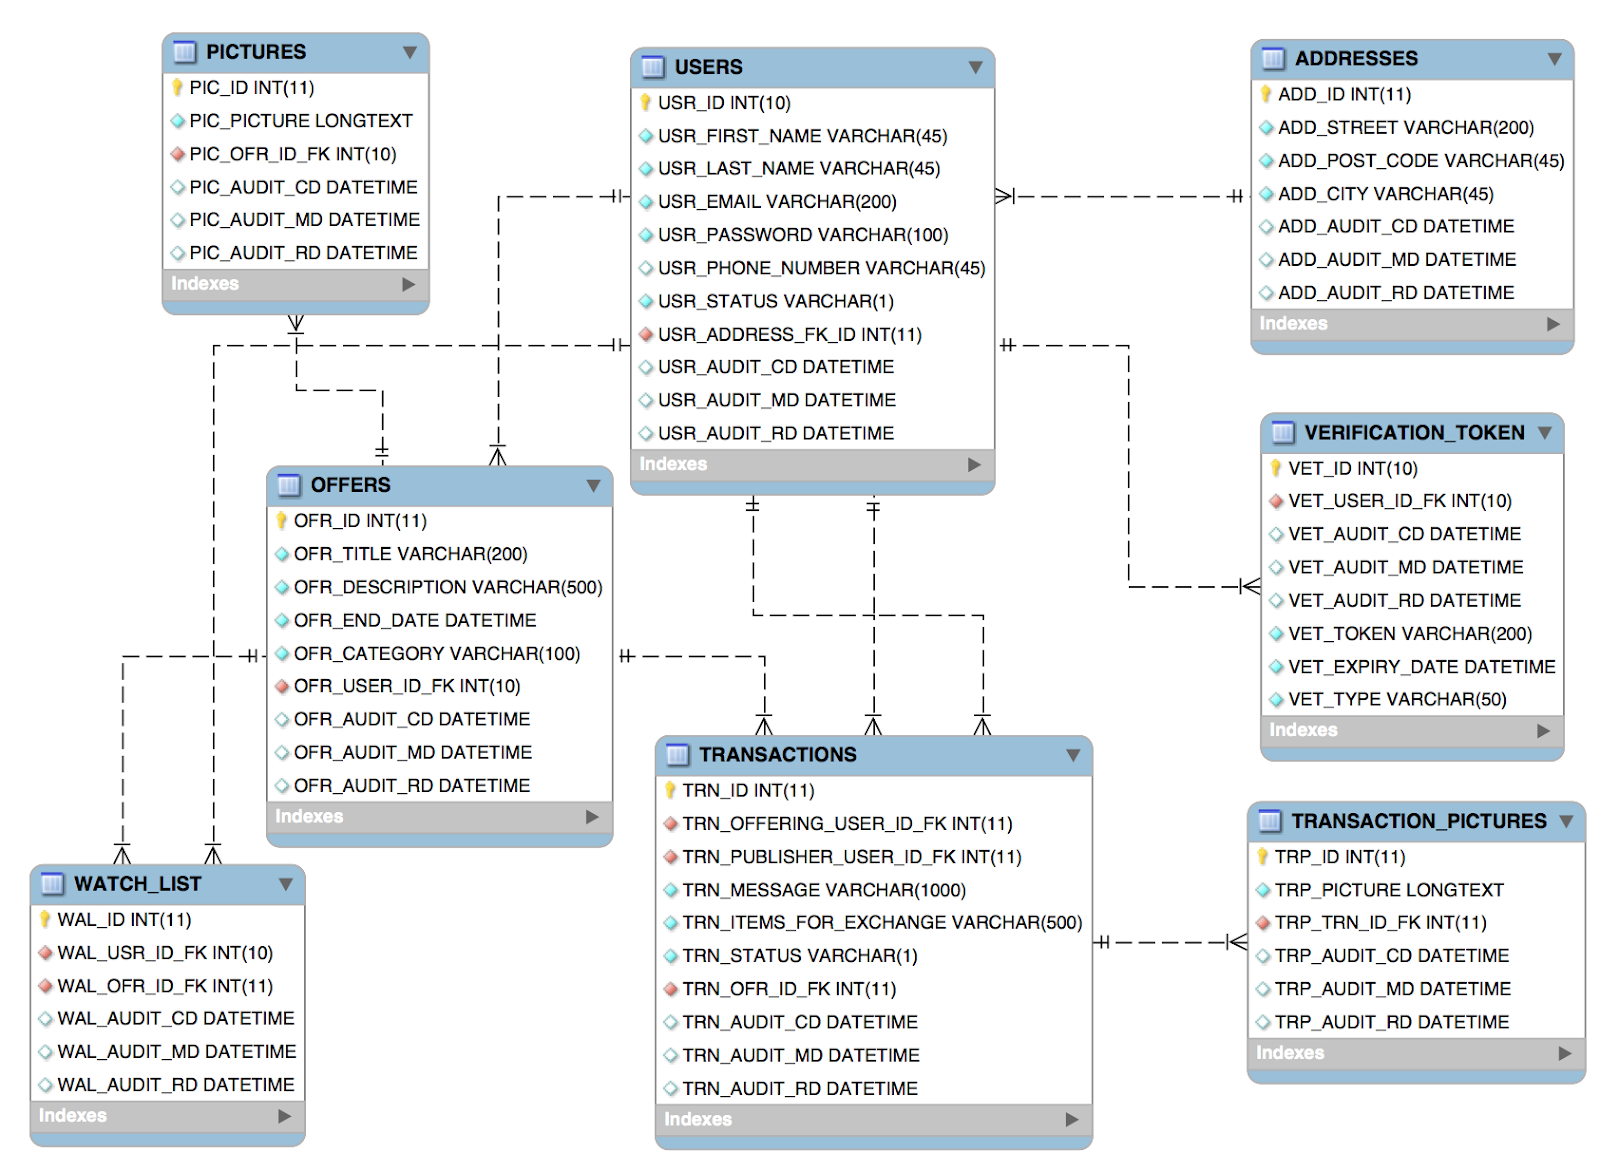 PICTURES
PIC_ID INT(11)
PIC_PICTURE LONGTEXT
PIC_OFR_ID_FK INT(10)
PIC_AUDIT_CD DATETIME
PIC_AUDIT_MD DATETIME
PIC_AUDIT_RD DATETIME
Indexes
USERS
USR_ID INT(10)
USR_FIRST_NAME VARCHAR(45)
USR_LAST_NAME VARCHAR(45)
USR_EMAIL VARCHAR(200)
USR_PASSWORD VARCHAR(100)
USR_PHONE_NUMBER VARCHAR(45)
USR_STATUS VARCHAR(1)
USR_ADDRESS_FK_ID INT(11)
USR_AUDIT_CD DATETIME
USR_AUDIT_MD DATETIME
USR_AUDIT_RD DATETIME
Indexes
ADDRESSES
ADD_ID INT(11)
ADD_STREET VARCHAR(200)
ADD_POST_CODE VARCHAR(45)
ADD_CITY VARCHAR(45)
ADD_AUDIT_CD DATETIME
ADD_AUDIT_MD DATETIME
ADD_AUDIT_RD DATETIME
Indexes
OFFERS
OFR_ID INT(11)
OFR_TITLE VARCHAR(200)
OFR_DESCRIPTION VARCHAR(500)
OFR_END_DATE DATETIME
OFR_CATEGORY VARCHAR(100)
OFR_USER_ID_FK INT(10)
OFR_AUDIT_CD DATETIME
OFR_AUDIT_MD DATETIME
OFR_AUDIT_RD DATETIME
Indexes
VERIFICATION_TOKEN
VET_ID INT(10)
VET_USER_ID_FK INT(10)
VET_AUDIT_CD DATETIME
VET_AUDIT_MD DATETIME
VET_AUDIT_RD DATETIME
VET_TOKEN VARCHAR(200)
VET_EXPIRY_DATE DATETIME
VET_TYPE VARCHAR(50)
Indexes
WATCH_LIST
WAL_ID INT(11)
WAL_USR_ID_FK INT(10)
WAL_OFR_ID_FK INT(11)
WAL_AUDIT_CD DATETIME
WAL_AUDIT_MD DATETIME
WAL_AUDIT_RD DATETIME
Indexes
TRANSACTIONS
TRN_ID INT(11)
TRN_OFFERING_USER_ID_FK INT(11)
TRN_PUBLISHER_USER_ID_FK INT(11)
TRN_MESSAGE VARCHAR(1000)
TRN_ITEMS_FOR_EXCHANGE VARCHAR(500)
TRN_STATUS VARCHAR(1)
TRN_OFR_ID_FK INT(11)
TRN_AUDIT_CD DATETIME
TRN_AUDIT_MD DATETIME
TRN_AUDIT_RD DATETIME
Indexes
TRANSACTION_PICTURES
TRP_ID INT(11)
TRP_PICTURE LONGTEXT
TRP_TRN_ID_FK INT(11)
TRP_AUDIT_CD DATETIME
TRP_AUDIT_MD DATETIME
TRP_AUDIT_RD DATETIME
Indexes